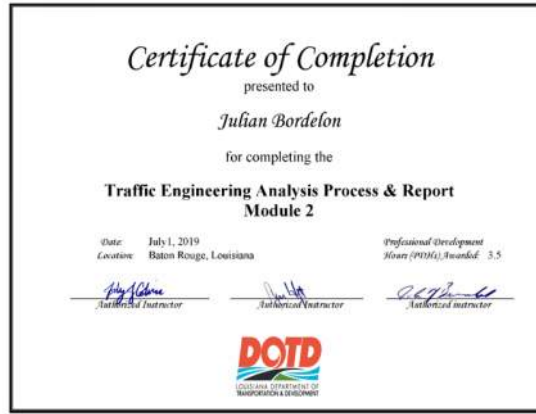 Certificate of Completion
presented to
Julian Bordelon
for completing the
Traffic Engineering Analysis Process & Report
Module 2
Date: July 1, 2019
Location: Baton Rouge, Louisiana
Professional Development
Hours (PDHs) Awarded: 3.5
Authorized Instructor
Authorized Instructor
Authorized instructor
DOTD
LOUISIANA DEPARTMENT OF
TRANSPORTATION & DEVELOPMENT